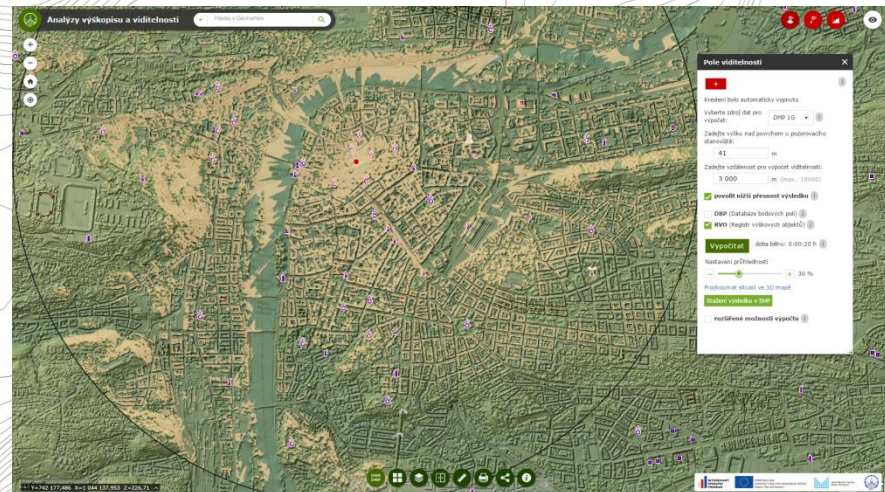 Analýzy výškopisu a viditelnosti
Hledej v Geonames
Pole viditelnosti
Kreslení bylo automaticky vypnuto
Vyberte zdroj dat pro
výpočet:
DMP 1G
Zadejte výšku nad povrchem u pozorovacího
stanoviště:
41 m
Zadejte vzdálenost pro výpočet viditelnosti:
3 000 m (max.: 10000)
povolit nižší přesnost výsledku
DBP (Databáze bodových polí)
RVO (Registr výškových objektů)
Vypočítat
doba běhu: 0:00:20 h
Nastavení průhlednosti
30 %
Prozkoumat situaci ve 3D mapě
Stažení výsledku v SHP
rozšířené možnosti výpočtu
Y=742 177,486 X=1 044 137,953 Z=226,71